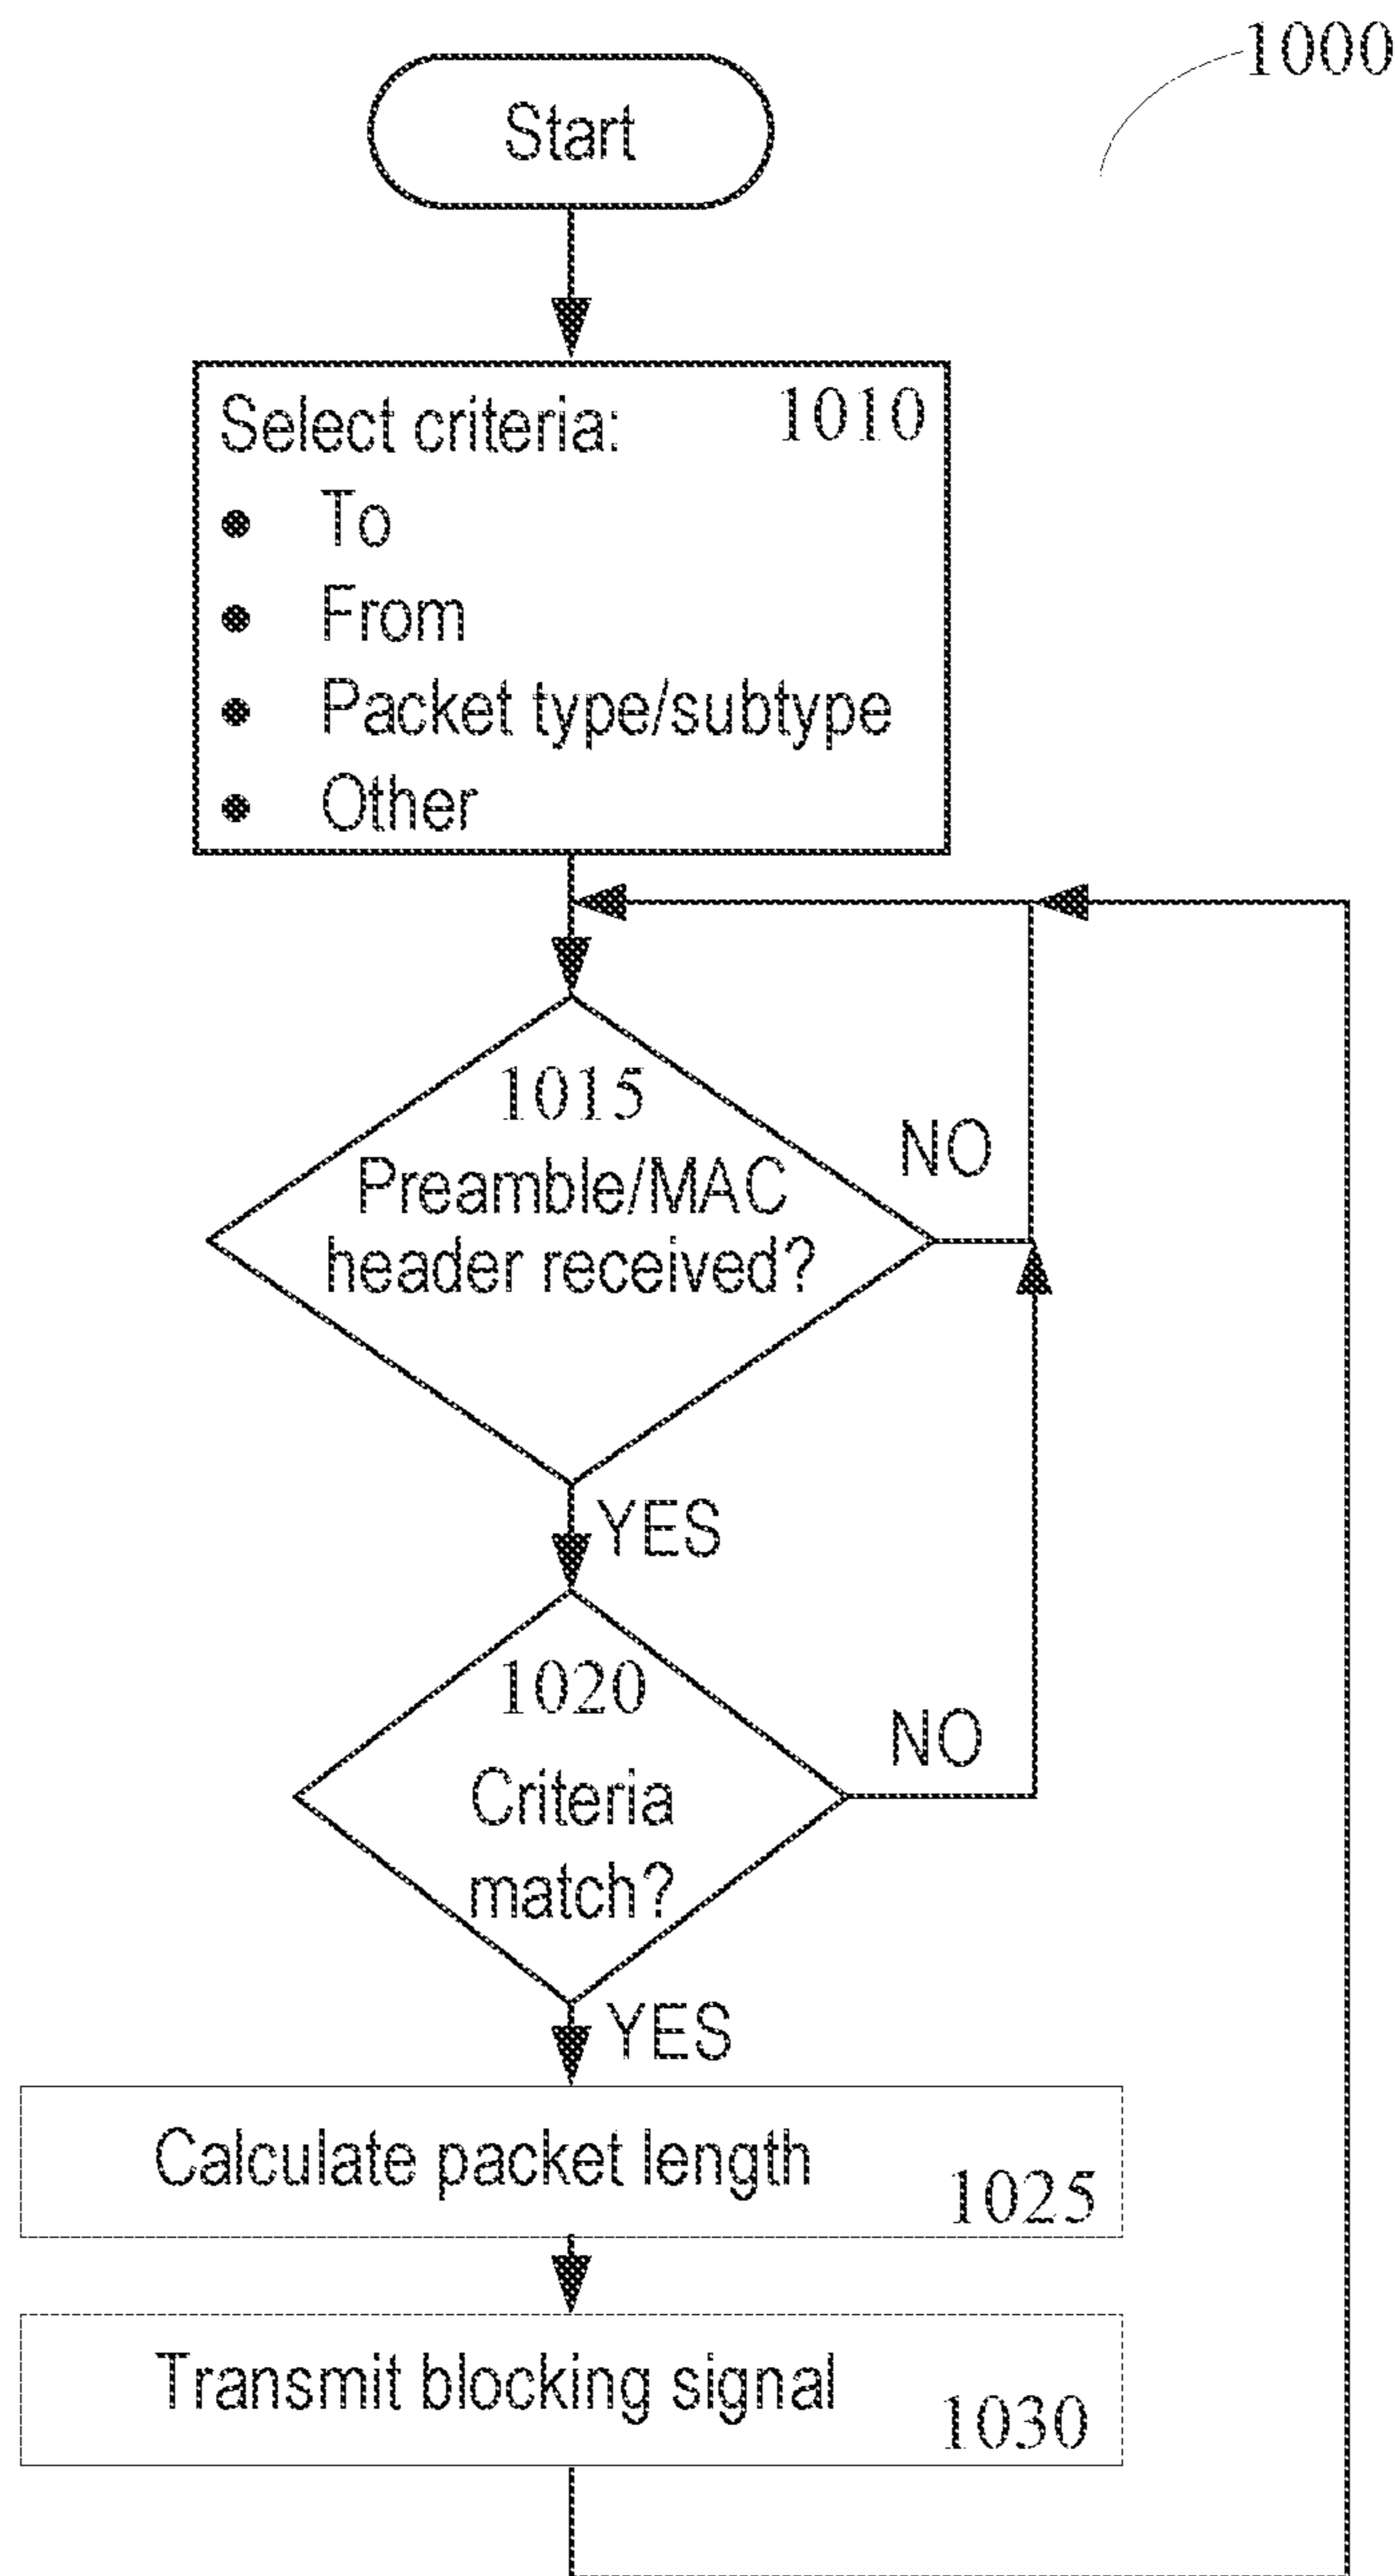 1000
Start
Select criteria: 1010
• To
• From
• Packet type/subtype
• Other
1015
NO
Preamble/MAC
header received?
YES
1020
NO
Criteria
match?
YES
Calculate packet length
1025
Transmit blocking signal
1030